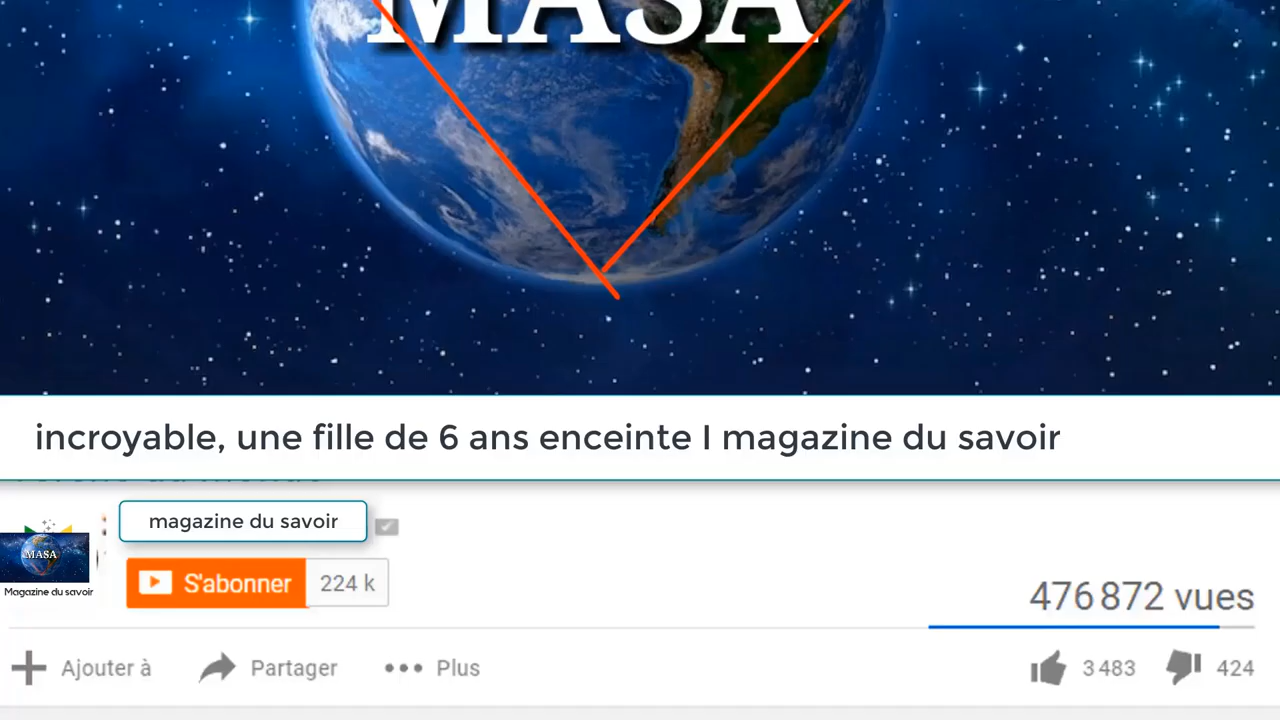 MASA
incroyable, une fille de 6 ans enceinte I magazine du savoir
magazine du savoir
MASA
Magazine du savoir
S'abonner 224 k
476 872 vues
Ajouter à Partager Plus 3 483 424